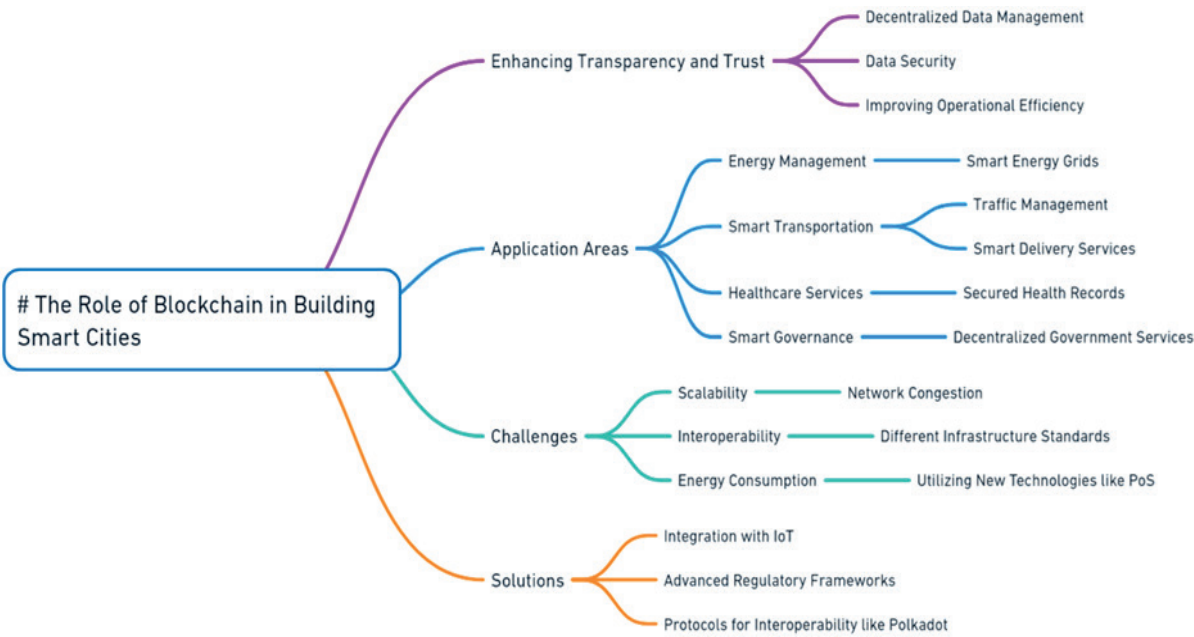 # The Role of Blockchain in Building
Smart Cities
Enhancing Transparency and Trust
Decentralized Data Management
Data Security
Improving Operational Efficiency
Application Areas
Energy Management
Smart Energy Grids
Smart Transportation
Traffic Management
Smart Delivery Services
Healthcare Services
Secured Health Records
Smart Governance
Decentralized Government Services
Challenges
Scalability
Network Congestion
Interoperability
Different Infrastructure Standards
Energy Consumption
Utilizing New Technologies like PoS
Solutions
Integration with IoT
Advanced Regulatory Frameworks
Protocols for Interoperability like Polkadot